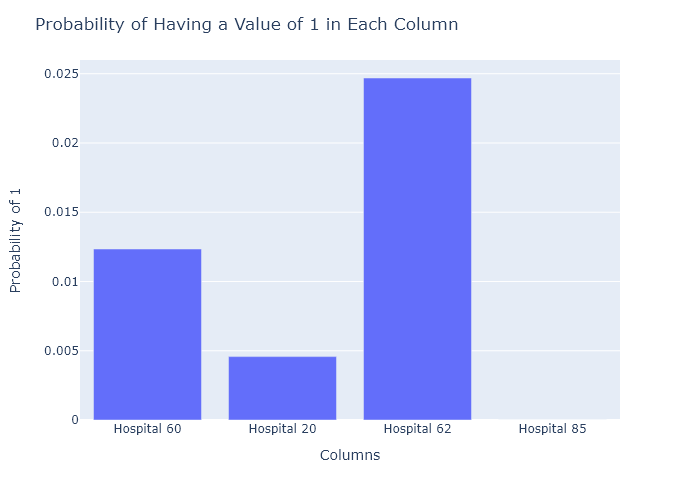 Probability of Having a Value of 1 in Each Column
Probability of 1
0.025
0.02
0.015
0.01
0.005
0
Hospital 60
Hospital 20
Hospital 62
Hospital 85
Columns